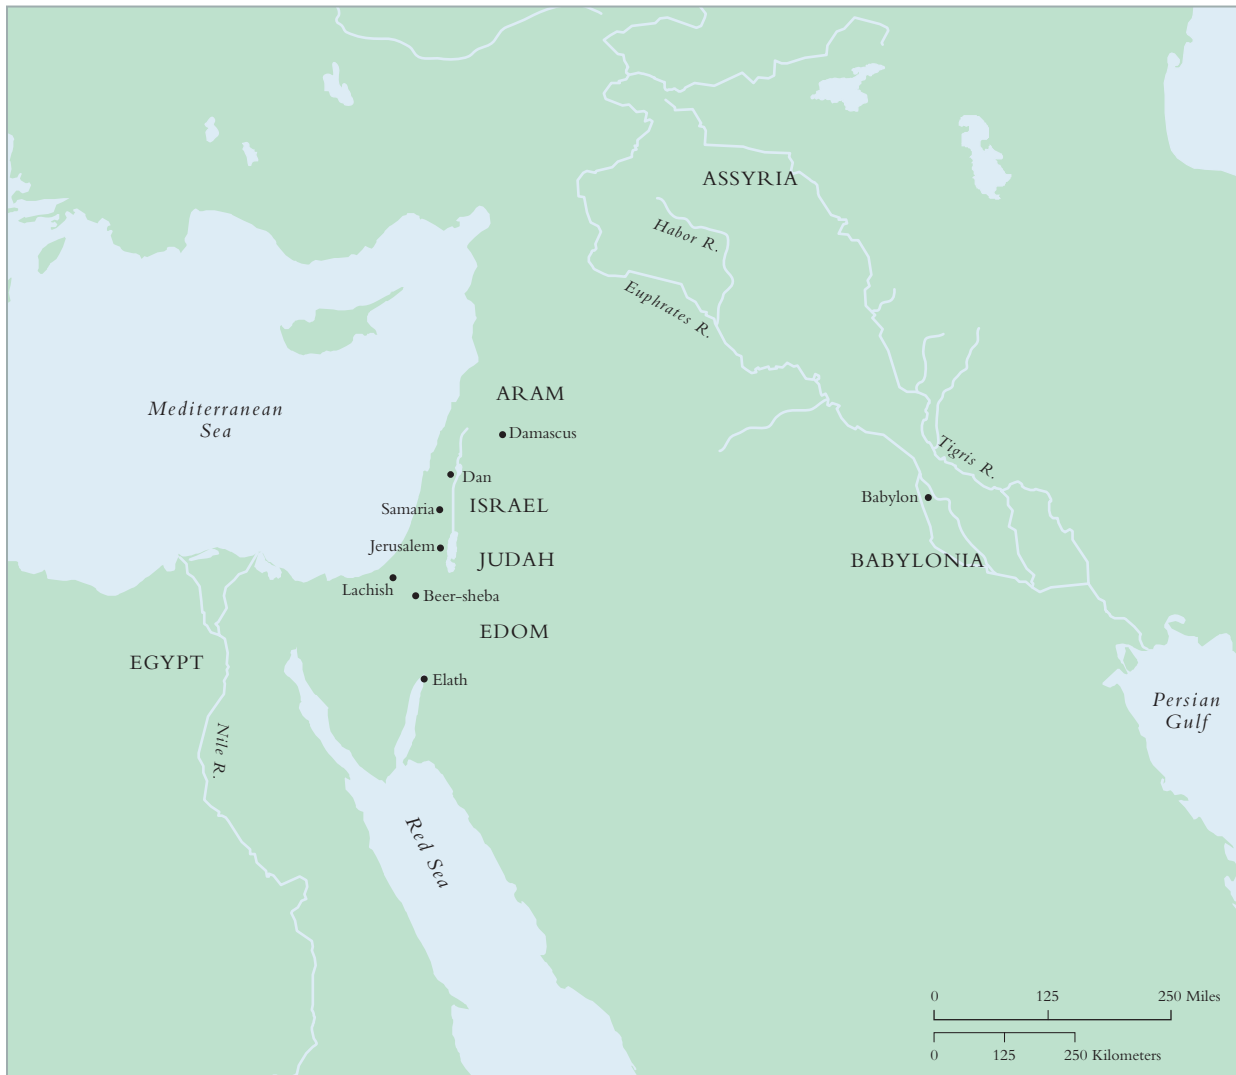 ASSYRIA
Habor R.
Euphrates R.
ARAM
Mediterranean
Sea
Damascus
Tigris R.
Dan
Babylon
Samaria
ISRAEL
Jerusalem
JUDAH
BABYLONIA
Lachish
Beer-sheba
EDOM
EGYPT
Elath
Persian
Gulf
Nile R.
Red Sea
0 125 250 Miles
0 125 250 Kilometers